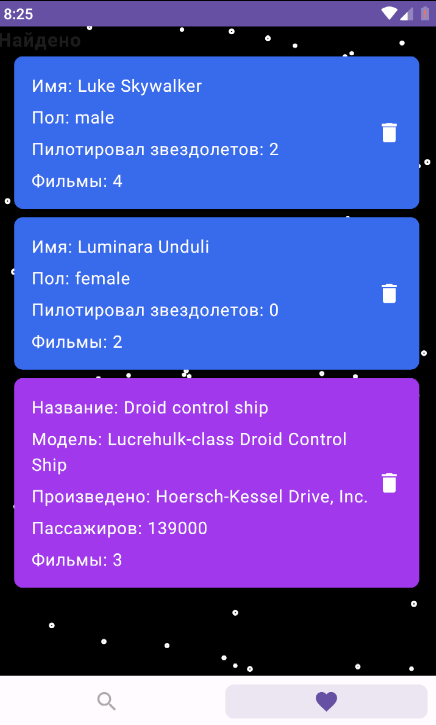 8:25
Найдено
Имя: Luke Skywalker
Пол: male
Пилотировал звездолетов: 2
Фильмы: 4
Имя: Luminara Unduli
Пол: female
Пилотировал звездолетов: 0
Фильмы: 2
Название: Droid control ship
Модель: Lucrehulk-class Droid Control
Ship
Произведено: Hoersch-Kessel Drive, Inc.
Пассажиров: 139000
Фильмы: 3